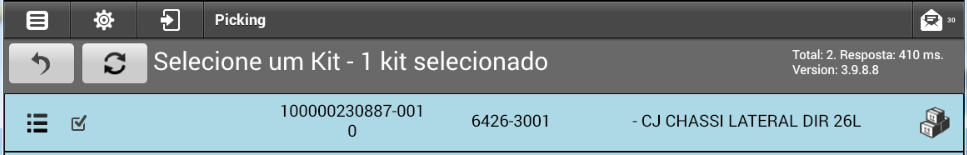 Picking
30
Selecione um Kit - 1 kit selecionado
Total: 2. Resposta: 410 ms.
Version: 3.9.8.8
100000230887-001
0
6426-3001
- CJ CHASSI LATERAL DIR 26L